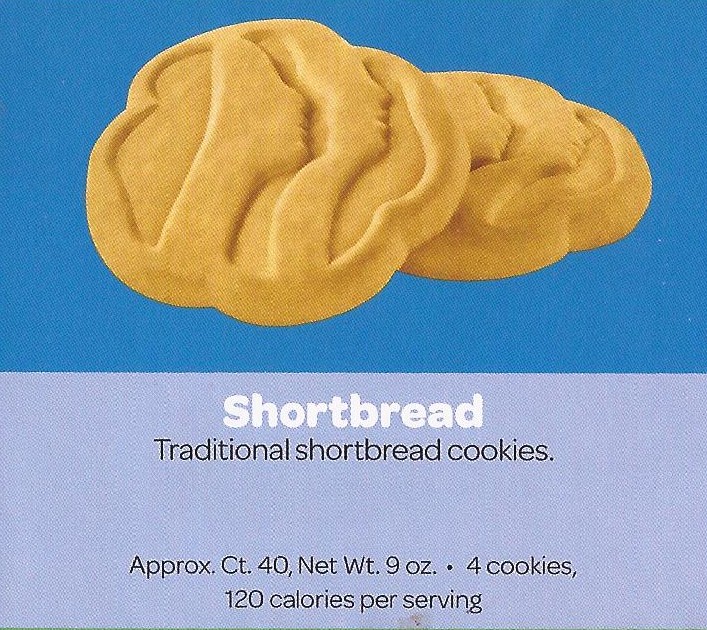 Shortbread
Traditional shortbread cookies.
Approx. Ct. 40, Net Wt. 9 oz. • 4 cookies,
120 calories per serving